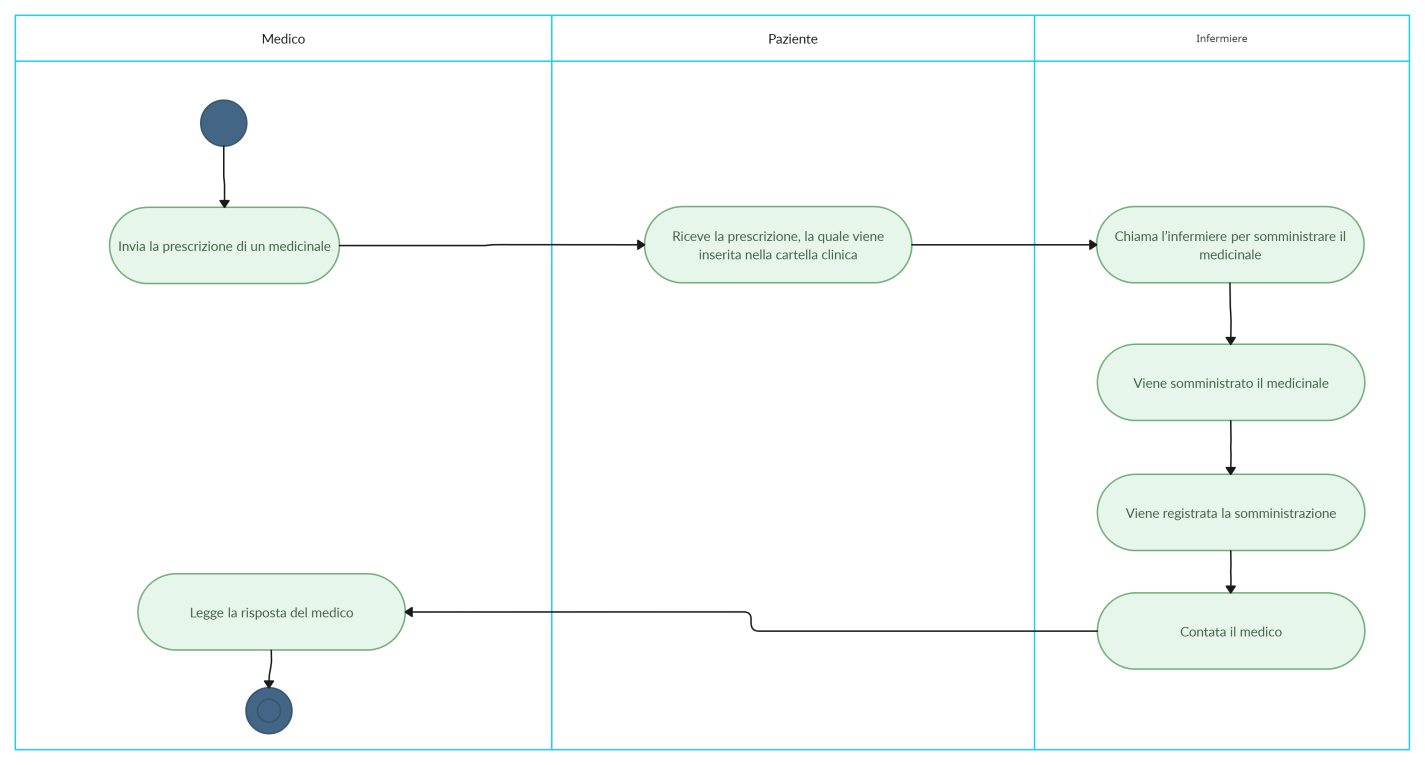 Medico
Paziente
Infermiere
Invia la prescrizione di un medicinale
Riceve la prescrizione, la quale viene
inserita nella cartella clinica
Chiama l'infermiere per somministrare il
medicinale
Viene somministrato il medicinale
Viene registrata la somministrazione
Contata il medico
Legge la risposta del medico